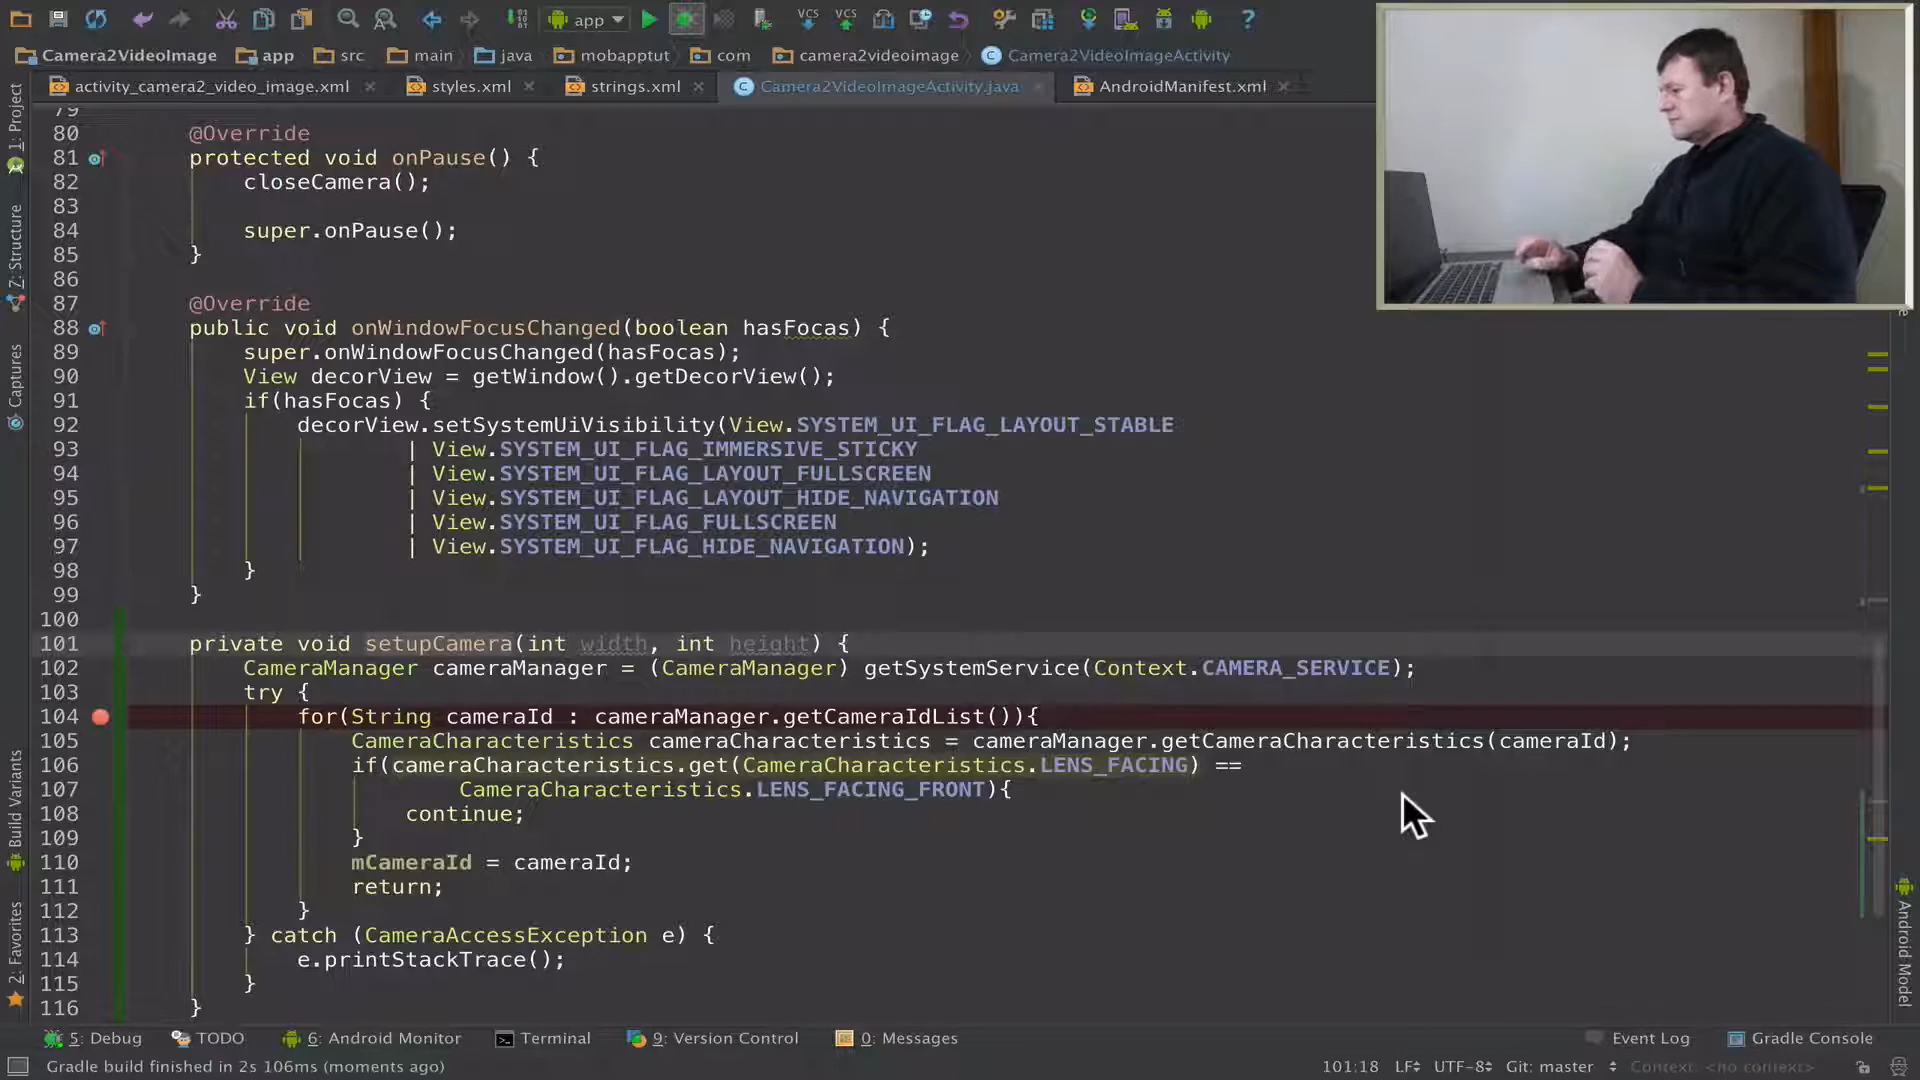 app
VCS
VCS
Camera2VideoImage
app
src
main
java
mobapptut
com
camera2videoimage
Camera2VideoImageActivity
activity_camera2_video_image.xml
styles.xml
strings.xml
Camera2VideoImageActivity.java
AndroidManifest.xml
1: Project
Z: Structure
Captures
Build Variants
2: Favorites
Android Model
79
80 @Override
81 protected void onPause() {
82 closeCamera();
83
84 super.onPause();
85 }
86
87 @Override
88 public void onWindowFocusChanged(boolean hasFocas) {
89 super.onWindowFocusChanged(hasFocas);
90 View decorView = getWindow().getDecorView();
91 if(hasFocas) {
92 decorView.setSystemUiVisibility(View.SYSTEM_UI_FLAG_LAYOUT_STABLE
93 | View.SYSTEM_UI_FLAG_IMMERSIVE_STICKY
94 | View.SYSTEM_UI_FLAG_LAYOUT_FULLSCREEN
95 | View.SYSTEM_UI_FLAG_LAYOUT_HIDE_NAVIGATION
96 | View.SYSTEM_UI_FLAG_FULLSCREEN
97 | View.SYSTEM_UI_FLAG_HIDE_NAVIGATION);
98 }
99 }
100
101 private void setupCamera(int width, int height) {
102 CameraManager cameraManager = (CameraManager) getSystemService(Context.CAMERA_SERVICE);
103 try {
104 for(String cameraId : cameraManager.getCameraIdList()){
105 CameraCharacteristics cameraCharacteristics = cameraManager.getCameraCharacteristics(cameraId);
106 if(cameraCharacteristics.get(CameraCharacteristics.LENS_FACING) ==
107 CameraCharacteristics.LENS_FACING_FRONT){
108 continue;
109 }
110 mCameraId = cameraId;
111 return;
112 }
113 } catch (CameraAccessException e) {
114 e.printStackTrace();
115 }
116 }
5: Debug
TODO
6: Android Monitor
Terminal
9: Version Control
0: Messages
Event Log
Gradle Console
Gradle build finished in 2s 106ms (moments ago)
101:18
LF
UTF-8
Git: master
Context: <no context>